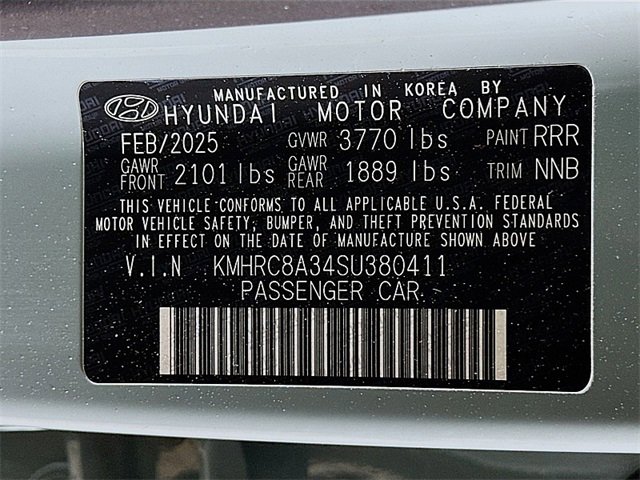 MANUFACTURED IN KOREA BY
HYUNDAI MOTOR COMPANY
FEB/2025 GVWR 3770 lbs PAINT RRR
GAWR FRONT 2101 lbs GAWR REAR 1889 lbs TRIM NNB
THIS VEHICLE CONFORMS TO ALL APPLICABLE U.S.A. FEDERAL
MOTOR VEHICLE SAFETY, BUMPER, AND THEFT PREVENTION STANDARDS
IN EFFECT ON THE DATE OF MANUFACTURE SHOWN ABOVE
V.I.N KMHRC8A34SU380411
PASSENGER CAR